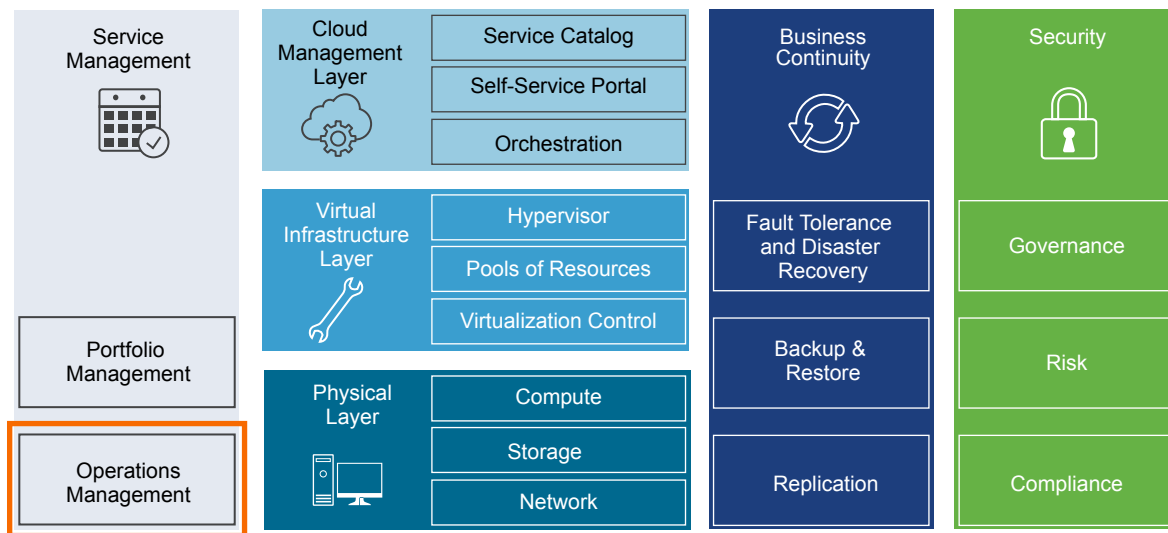 Service
Management
Portfolio
Management
Operations
Management
Cloud
Management
Layer
Service Catalog
Self-Service Portal
Orchestration
Virtual
Infrastructure
Layer
Hypervisor
Pools of Resources
Virtualization Control
Physical
Layer
Compute
Storage
Network
Business
Continuity
Fault Tolerance
and Disaster
Recovery
Backup &
Restore
Replication
Security
Governance
Risk
Compliance